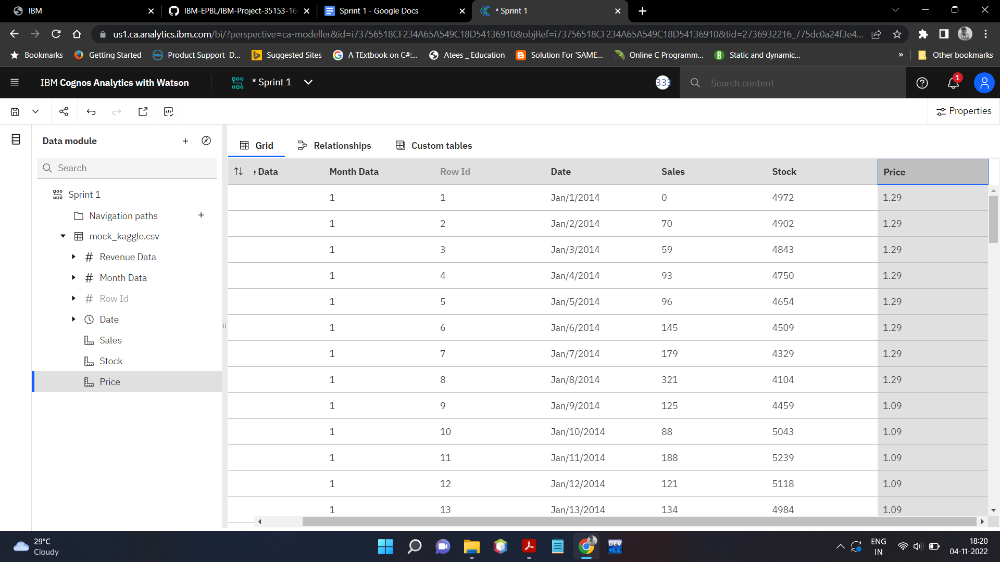 IBM
IBM-EPBL/IBM-Project-35153-16
Sprint 1 - Google Docs
* Sprint 1
us1.ca.analytics.ibm.com/bi/?perspective=ca-modeller&id=i73756518CF234A65A549C18D54136910&objRef=i73756518CF234A65A549C18D54136910&tid=2736932216_775dc0a24f3e4...
Bookmarks
Getting Started
Product Support D...
Suggested Sites
A TExtbook on C#:...
Atees _ Education
Solution For 'SAME...
Online C Programm...
Static and dynamic...
»
Other bookmarks
IBM Cognos Analytics with Watson
* Sprint 1
333
Search content
1
Properties
Data module
Search
Sprint 1
Navigation paths
mock_kaggle.csv
Revenue Data
Month Data
Row Id
Date
Sales
Stock
Price
Grid
Relationships
Custom tables
e Data Month Data Row Id Date Sales Stock Price
1 1 Jan/1/2014 0 4972 1.29
1 2 Jan/2/2014 70 4902 1.29
1 3 Jan/3/2014 59 4843 1.29
1 4 Jan/4/2014 93 4750 1.29
1 5 Jan/5/2014 96 4654 1.29
1 6 Jan/6/2014 145 4509 1.29
1 7 Jan/7/2014 179 4329 1.29
1 8 Jan/8/2014 321 4104 1.29
1 9 Jan/9/2014 125 4459 1.09
1 10 Jan/10/2014 88 5043 1.09
1 11 Jan/11/2014 188 5239 1.09
1 12 Jan/12/2014 121 5118 1.09
1 13 Jan/13/2014 134 4984 1.09
29°C
Cloudy
DEV
ENG
IN
18:20
04-11-2022